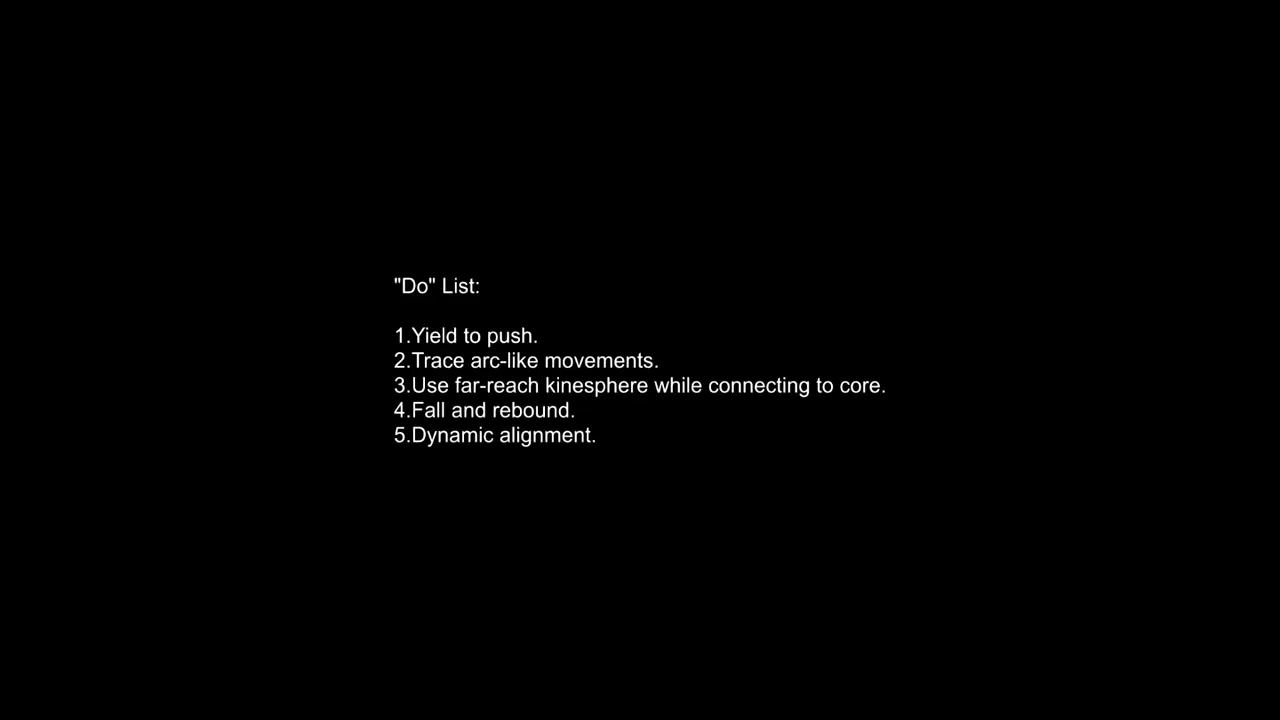 "Do" List:
1.Yield to push.
2.Trace arc-like movements.
3.Use far-reach kinesphere while connecting to core.
4.Fall and rebound.
5.Dynamic alignment.